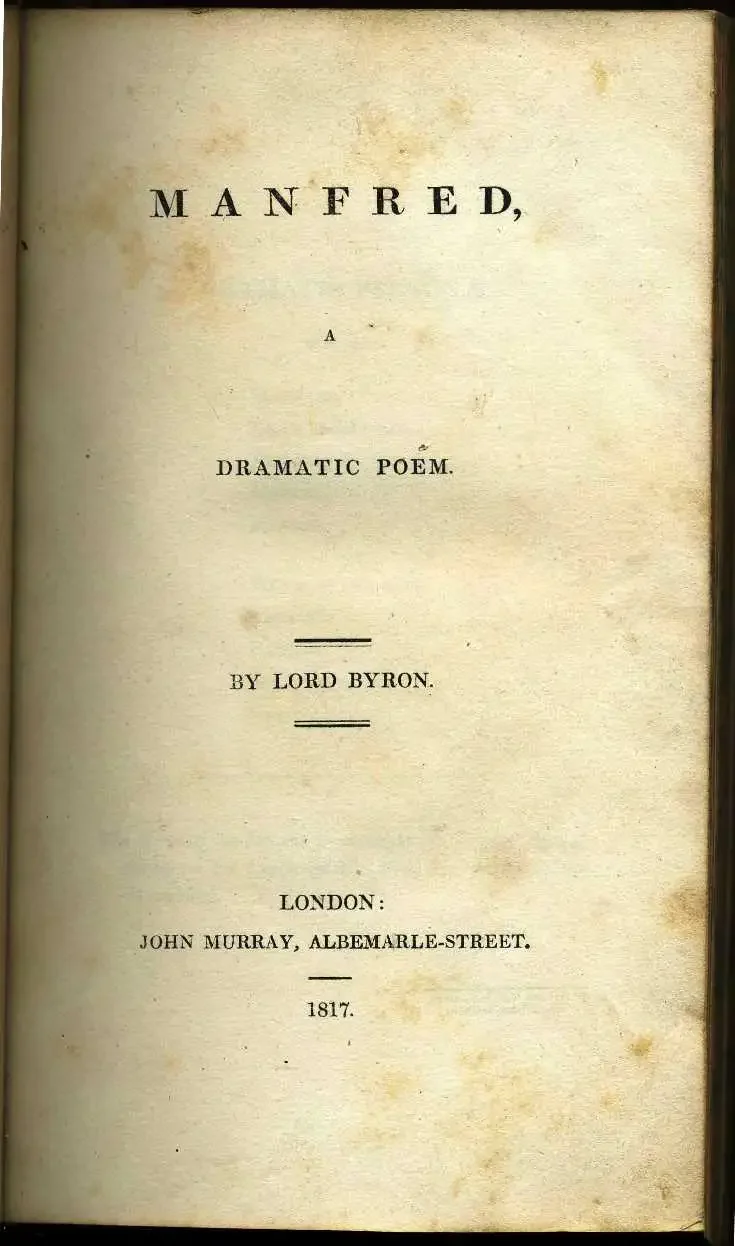 MANFRED,
A
DRAMATIC POEM.
BY LORD BYRON.
LONDON:
JOHN MURRAY, ALBEMARLE-STREET.
1817.